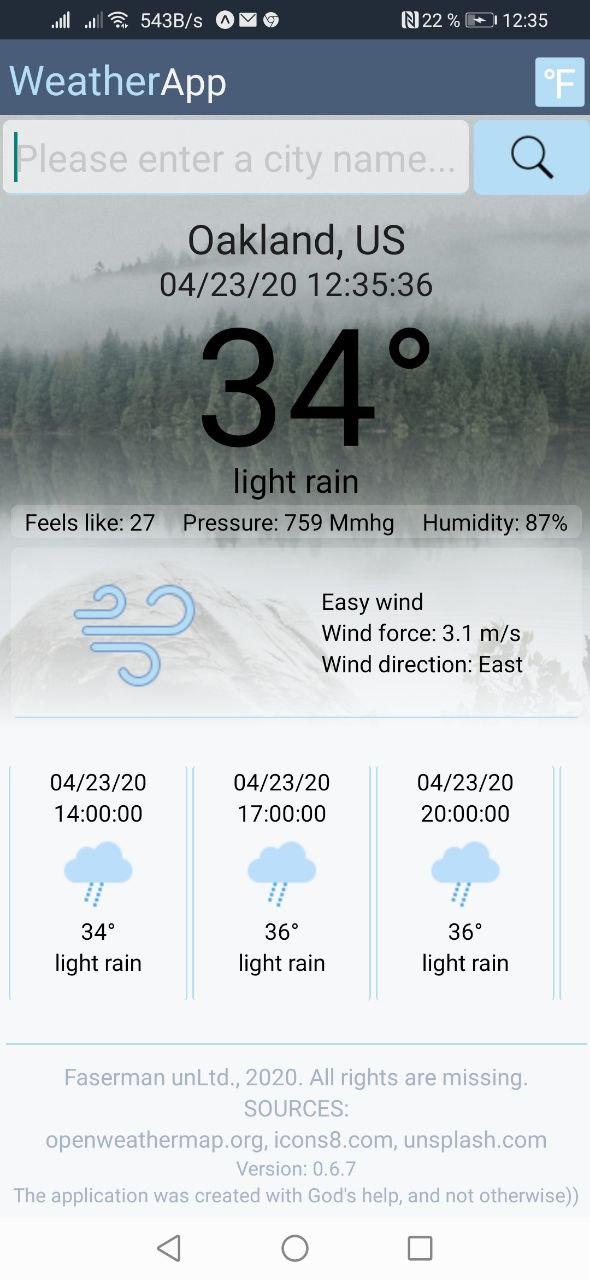 543B/s 22 % 12:35
WeatherApp °F
Please enter a city name...
Oakland, US
04/23/20 12:35:36
34°
light rain
Feels like: 27 Pressure: 759 Mmhg Humidity: 87%
Easy wind
Wind force: 3.1 m/s
Wind direction: East
04/23/20 04/23/20 04/23/20
14:00:00 17:00:00 20:00:00
34° 36° 36°
light rain light rain light rain
Faserman unLtd., 2020. All rights are missing.
SOURCES:
openweathermap.org, icons8.com, unsplash.com
Version: 0.6.7
The application was created with God's help, and not otherwise))